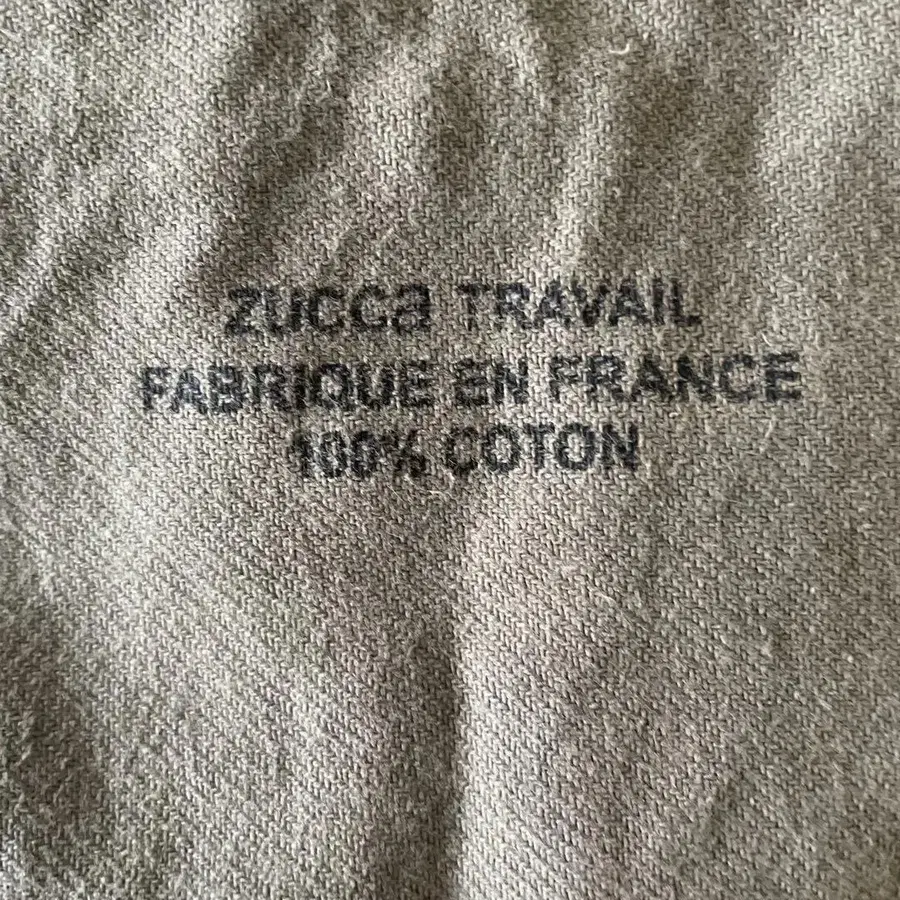 zucca TRAVAIL
FABRIQUE EN FRANCE
100% COTON